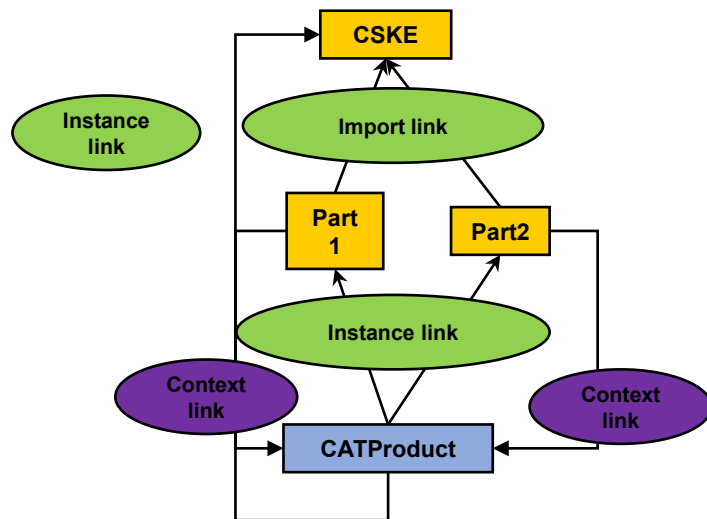 CSKE
Instance
link
Import link
Part
1
Part2
Instance link
Context
link
Context
link
CATProduct